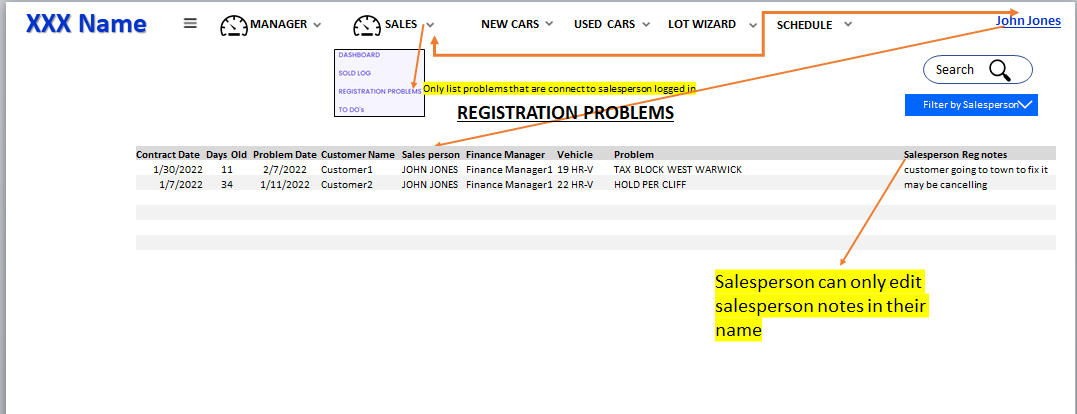 XXX Name
MANAGER
SALES
NEW CARS
USED CARS
LOT WIZARD
SCHEDULE
John Jones
DASHBOARD
SOLD LOG
REGISTRATION PROBLEMS
TO DO's
Only list problems that are connect to salesperson logged in
Search
Filter by Salesperson
REGISTRATION PROBLEMS
Contract Date Days Old Problem Date Customer Name Sales person Finance Manager Vehicle Problem Salesperson Reg notes
1/30/2022 11 2/7/2022 Customer1 JOHN JONES Finance Manager1 19 HR-V TAX BLOCK WEST WARWICK customer going to town to fix it
1/7/2022 34 1/11/2022 Customer2 JOHN JONES Finance Manager1 22 HR-V HOLD PER CLIFF may be cancelling
Salesperson can only edit
salesperson notes in their
name